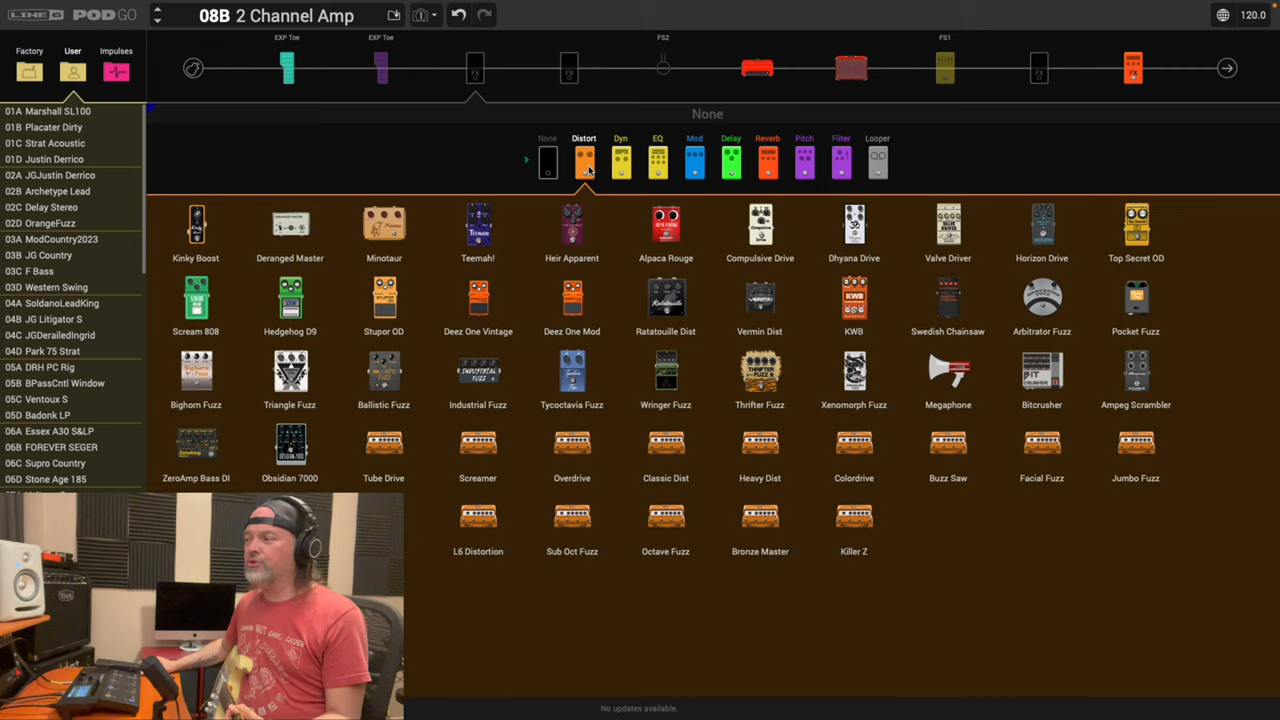 LINE 6 POD GO
08B 2 Channel Amp
120.0
Factory User Impulses
EXP Toe EXP Toe FS2 FS1
FX FX FX FX
01A Marshall SL100
01B Placater Dirty
01C Strat Acoustic
01D Justin Derrico
02A JGJustin Derrico
02B Archetype Lead
02C Delay Stereo
02D OrangeFuzz
03A ModCountry2023
03B JG Country
03C F Bass
03D Western Swing
04A SoldanoLeadKing
04B JG Litigator S
04C JGDerailedIngrid
04D Park 75 Strat
05A DRH PC Rig
05B BPassCntl Window
05C Ventoux S
05D Badonk LP
06A Essex A30 S&LP
06B FOREVER SEGER
06C Supro Country
06D Stone Age 185
None
None Distort Dyn EQ Mod Delay Reverb Pitch Filter Looper
Kinky Boost Deranged Master Minotaur Teemah! Heir Apparent Alpaca Rouge Compulsive Drive Dhyana Drive Valve Driver Horizon Drive Top Secret OD
Scream 808 Hedgehog D9 Stupor OD Deez One Vintage Deez One Mod Ratatouille Dist Vermin Dist KWB Swedish Chainsaw Arbitrator Fuzz Pocket Fuzz
Bighorn Fuzz Triangle Fuzz Ballistic Fuzz Industrial Fuzz Tycoctavia Fuzz Wringer Fuzz Thrifter Fuzz Xenomorph Fuzz Megaphone Bitcrusher Ampeg Scrambler
ZeroAmp Bass DI Obsidian 7000 Tube Drive Screamer Overdrive Classic Dist Heavy Dist Colordrive Buzz Saw Facial Fuzz Jumbo Fuzz
L6 Distortion Sub Oct Fuzz Octave Fuzz Bronze Master Killer Z
No updates available.